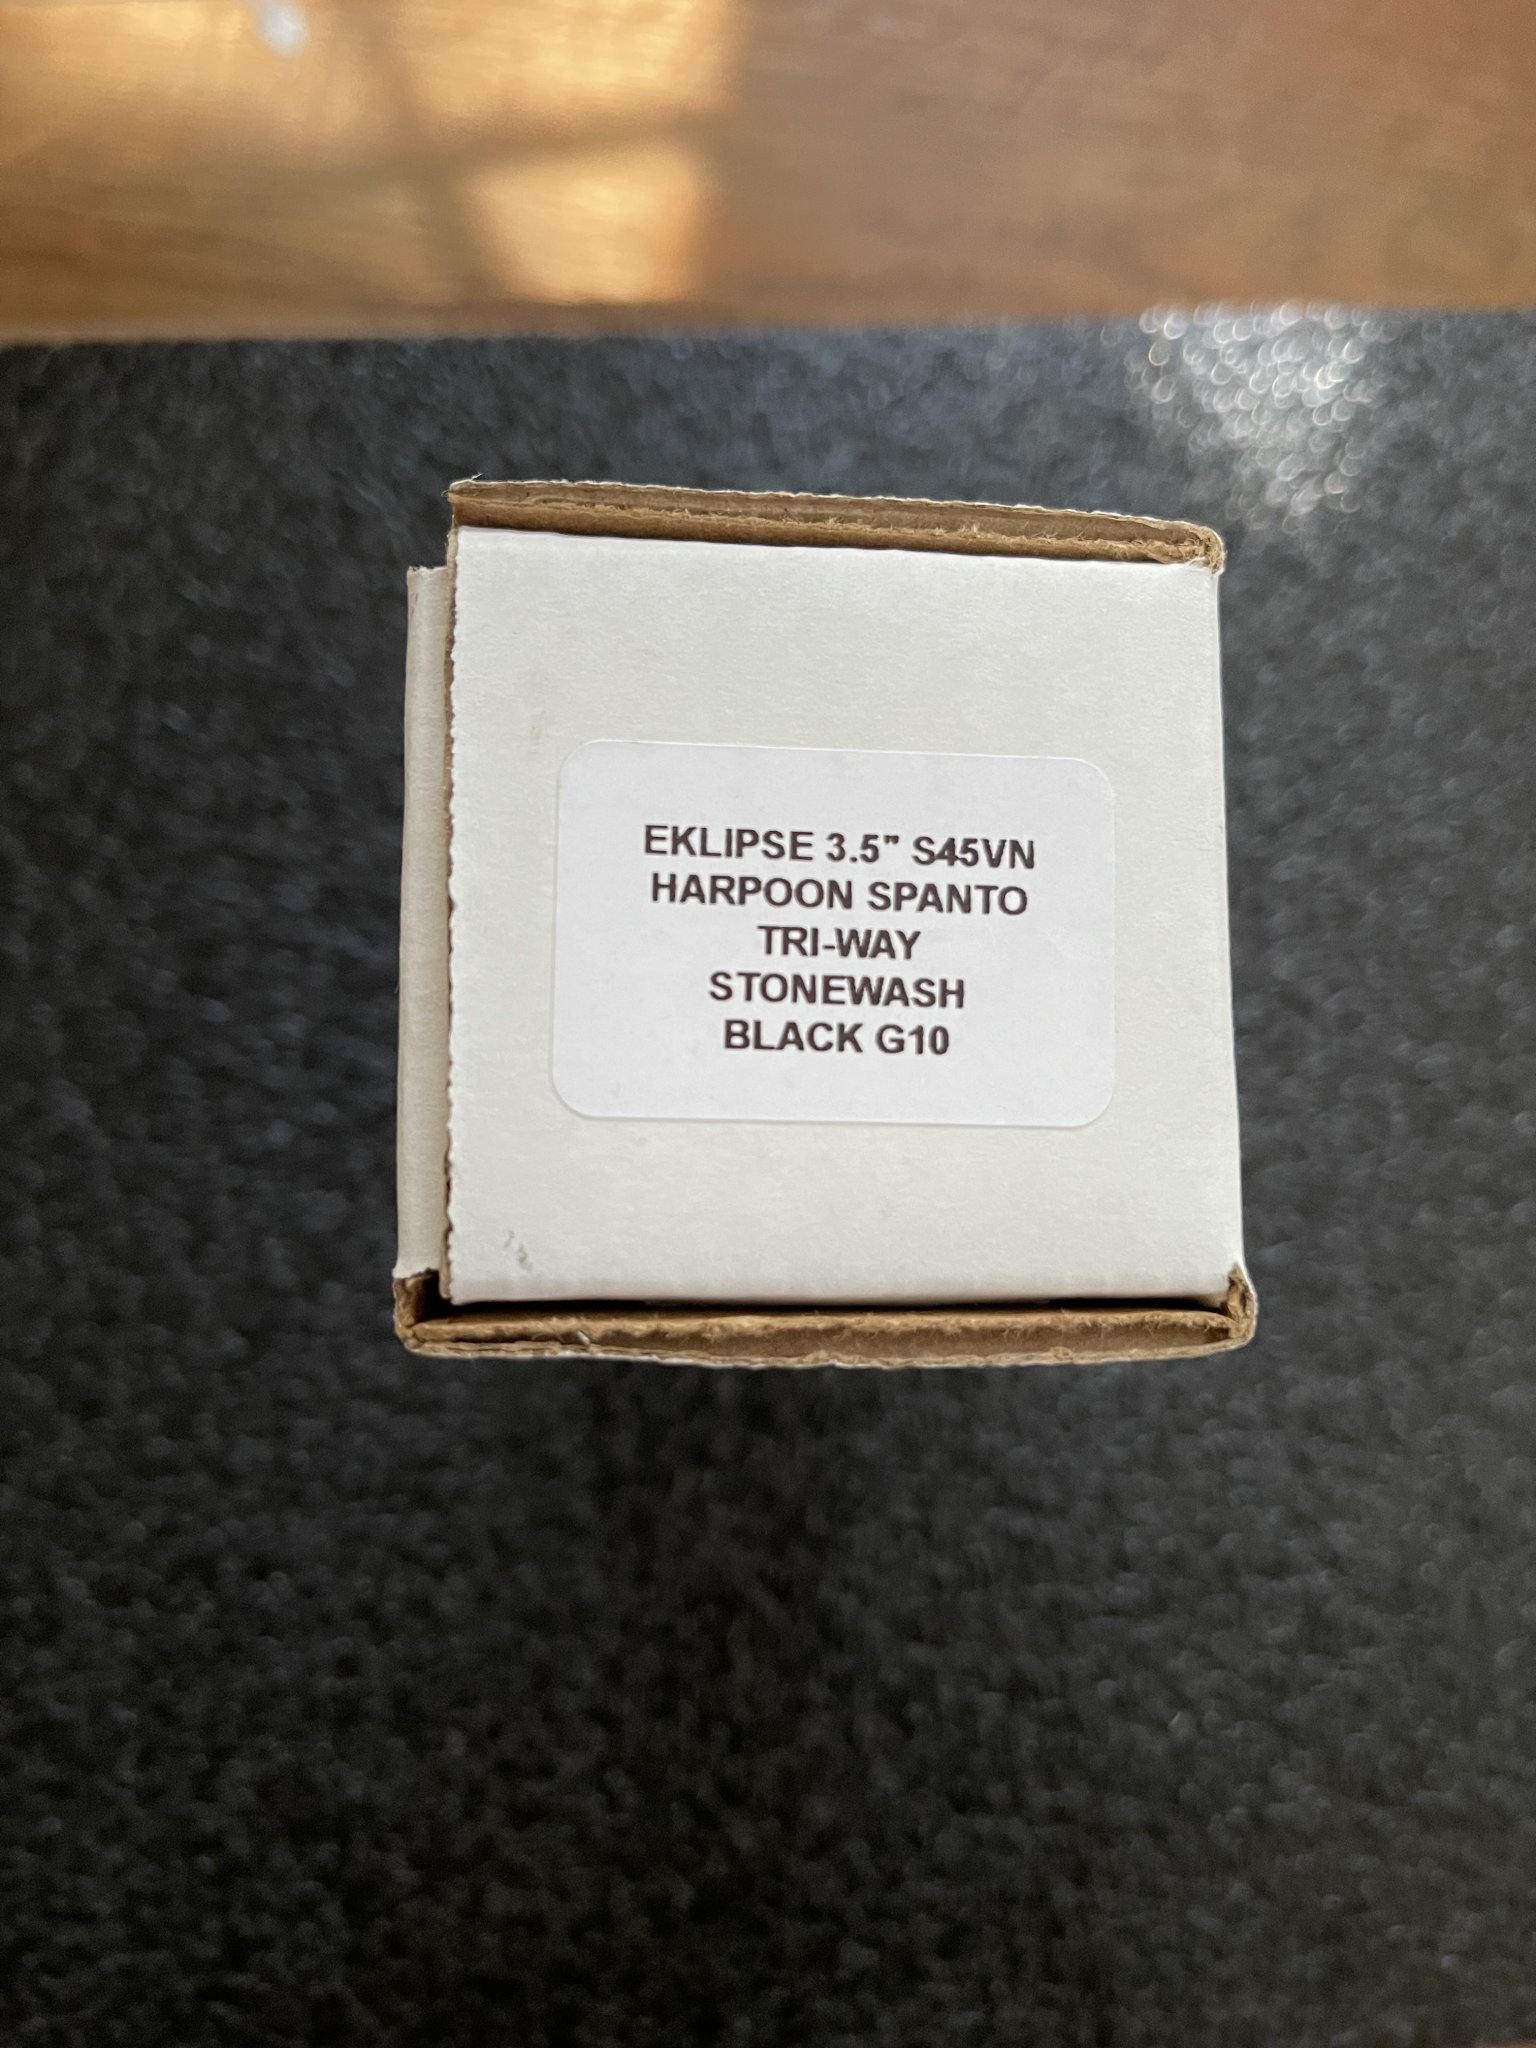 EKLIPSE 3.5" S45VN
HARPOON SPANTO
TRI-WAY
STONEWASH
BLACK G10